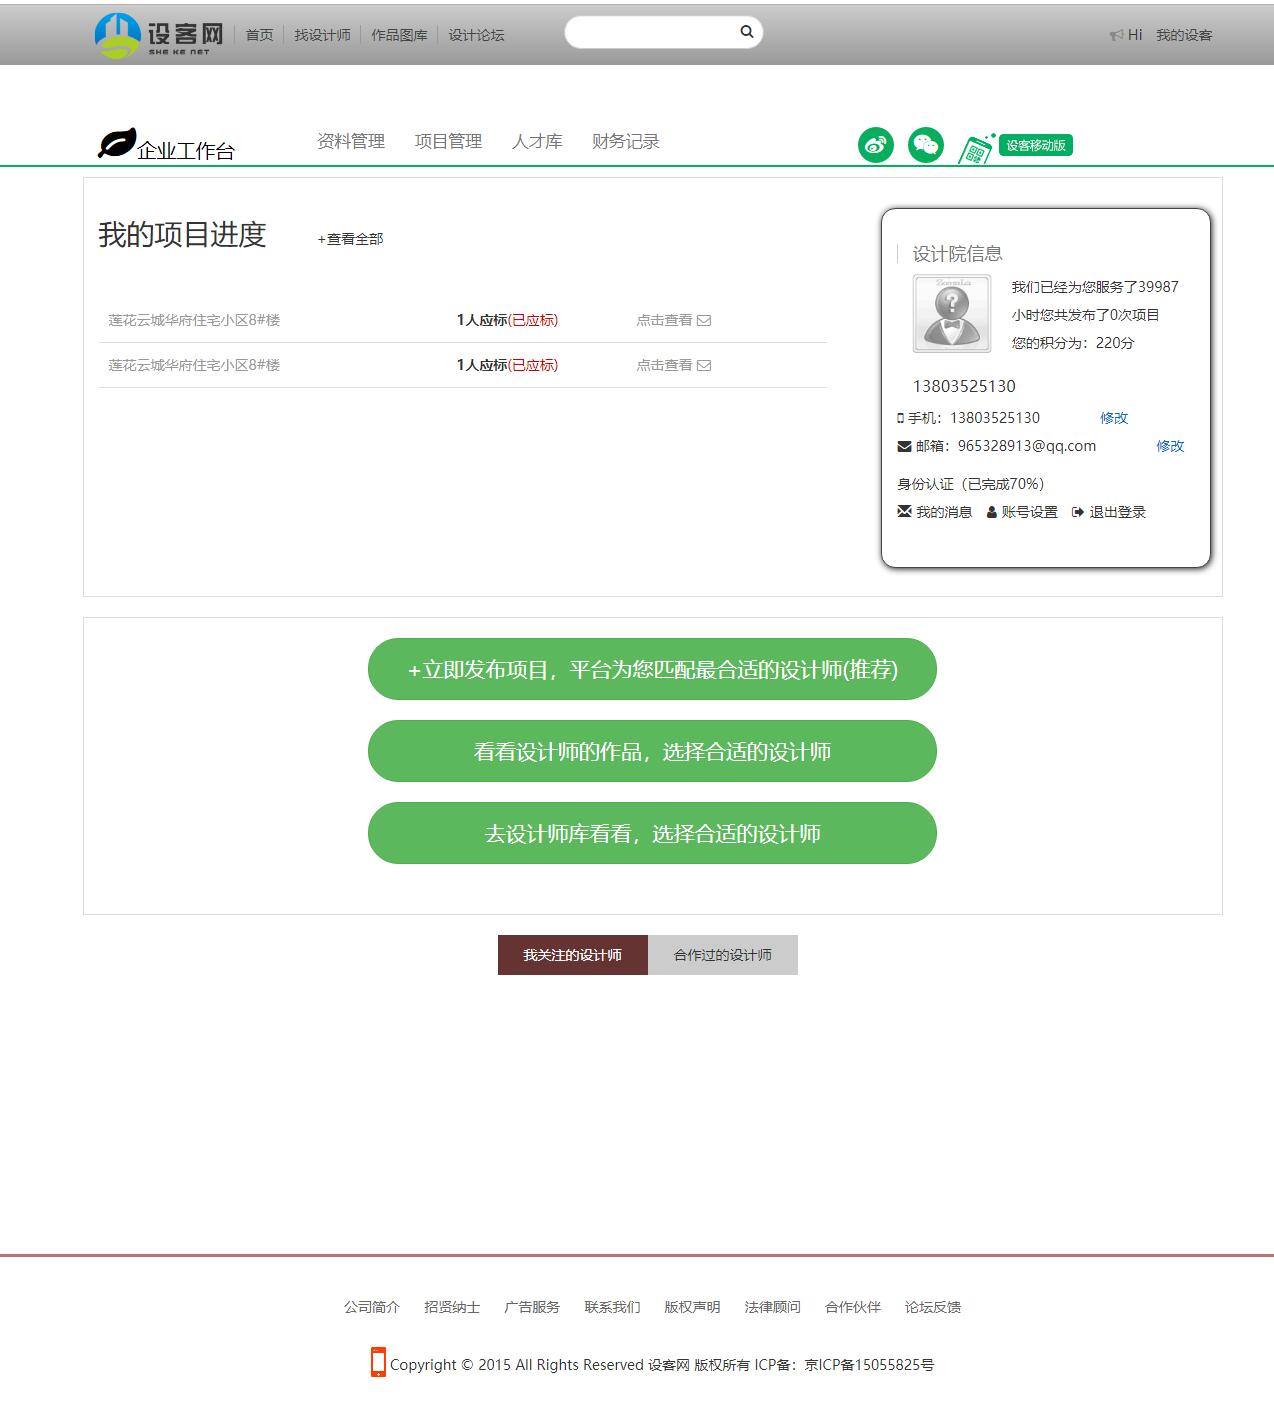 设客网
SHE KE NET
首页 找设计师 作品图库 设计论坛
Hi 我的设客
企业工作台
资料管理 项目管理 人才库 财务记录
设客移动版
我的项目进度 +查看全部
莲花云城华府住宅小区8#楼 1人应标(已应标) 点击查看
莲花云城华府住宅小区8#楼 1人应标(已应标) 点击查看
设计院信息
我们已经为您服务了39987
小时您共发布了0次项目
您的积分为：220分
13803525130
手机：13803525130 修改
邮箱：965328913@qq.com 修改
身份认证（已完成70%）
我的消息 账号设置 退出登录
+立即发布项目，平台为您匹配最合适的设计师(推荐)
看看设计师的作品，选择合适的设计师
去设计师库看看，选择合适的设计师
我关注的设计师 合作过的设计师
公司简介 招贤纳士 广告服务 联系我们 版权声明 法律顾问 合作伙伴 论坛反馈
Copyright © 2015 All Rights Reserved 设客网 版权所有 ICP备：京ICP备15055825号